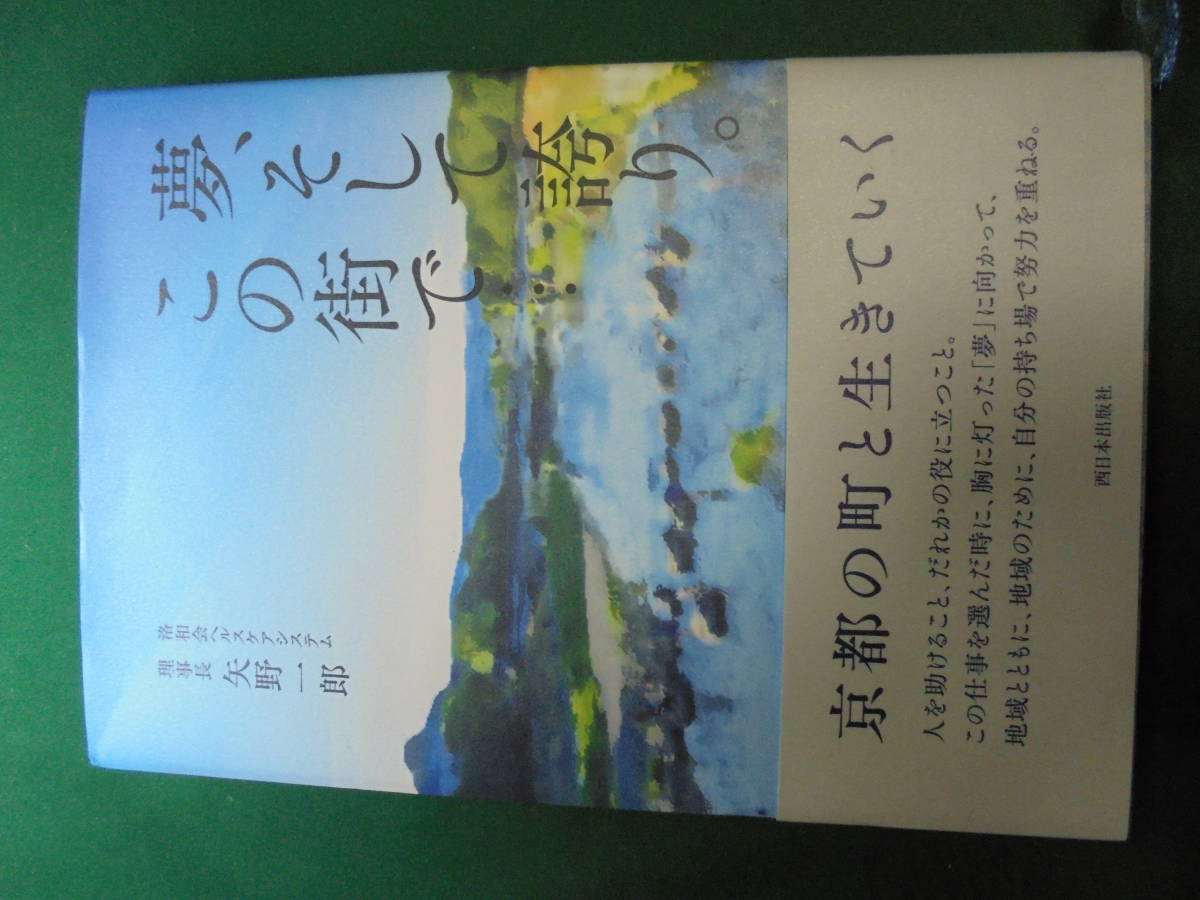 夢、そして誇り。
この街で……
洛和会ヘルスケアシステム
理事長
矢野一郎
京都の町と生きていく
人を助けること、だれかの役に立つこと。
この仕事を選んだ時に、胸に灯った「夢」に向かって、
地域とともに、地域のために、自分の持ち場で努力を重ねる。
西日本出版社